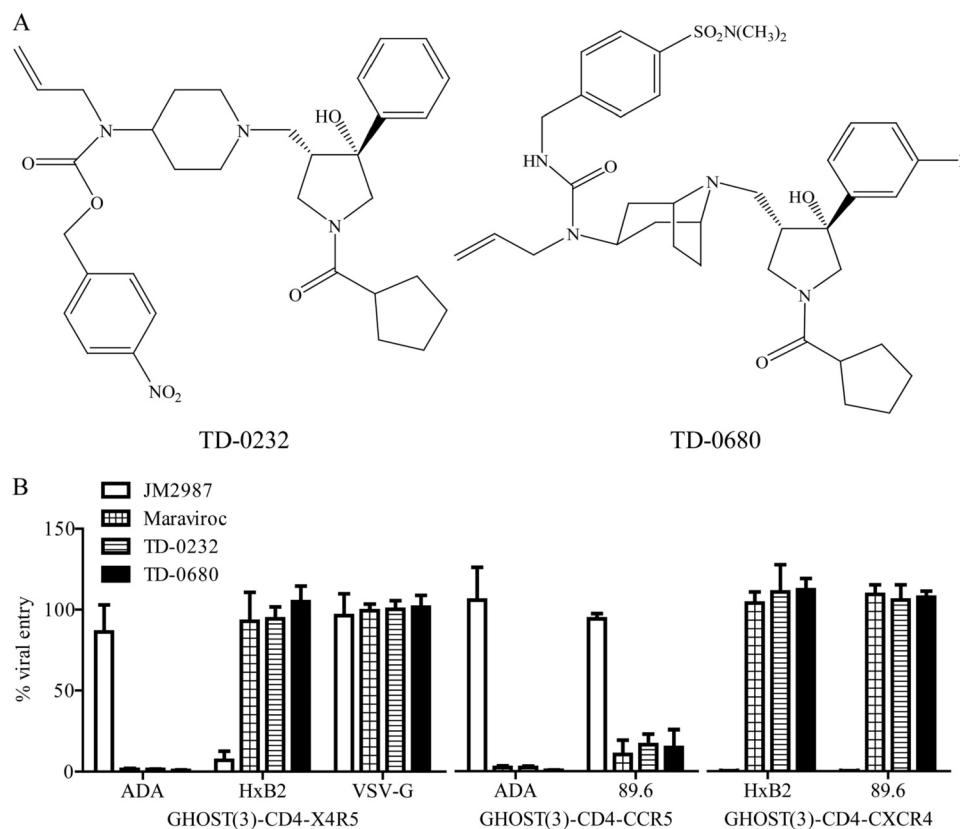 A
SO₂N(CH₃)₂
HO
N
N
O
O
N
O
NO₂
TD-0232
HN
O
N
N
HO
N
O
TD-0680
B
JM2987
Maraviroc
TD-0232
TD-0680
% viral entry
150
100
50
0
ADA HxB2 VSV-G ADA 89.6 HxB2 89.6
GHOST(3)-CD4-X4R5 GHOST(3)-CD4-CCR5 GHOST(3)-CD4-CXCR4